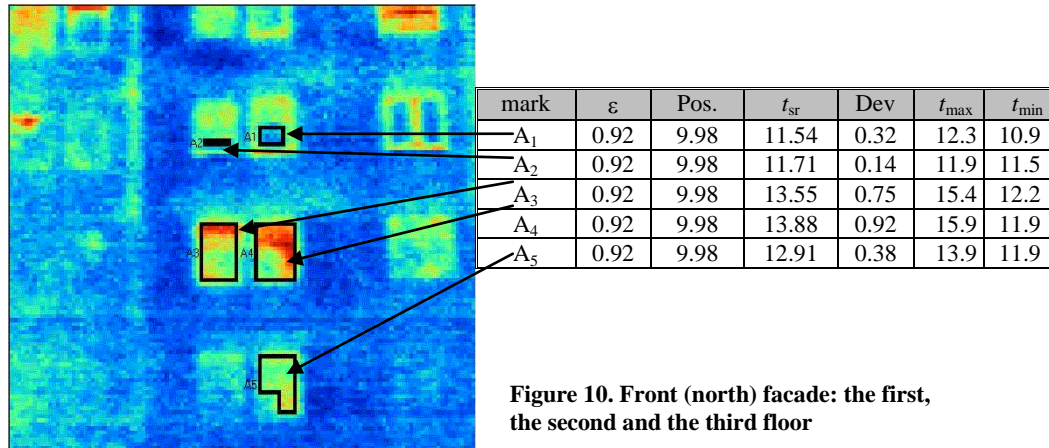 mark ε Pos. t_sr Dev t_max t_min
A1 0.92 9.98 11.54 0.32 12.3 10.9
A2 0.92 9.98 11.71 0.14 11.9 11.5
A3 0.92 9.98 13.55 0.75 15.4 12.2
A4 0.92 9.98 13.88 0.92 15.9 11.9
A5 0.92 9.98 12.91 0.38 13.9 11.9
A1
A2
A3
A4
A5
Figure 10. Front (north) facade: the first,
the second and the third floor